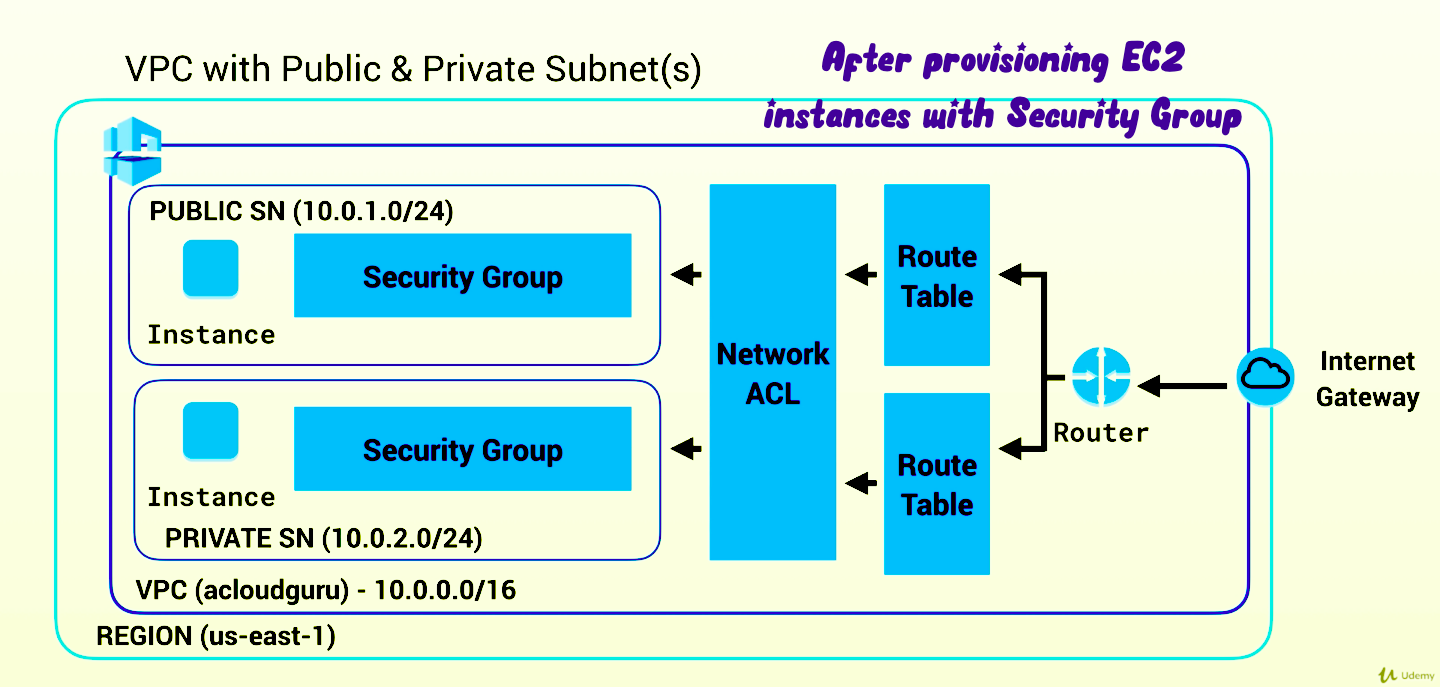 VPC with Public & Private Subnet(s)
After provisioning EC2
instances with Security Group
PUBLIC SN (10.0.1.0/24)
Security Group
Instance
Security Group
Instance
PRIVATE SN (10.0.2.0/24)
VPC (acloudguru) - 10.0.0.0/16
REGION (us-east-1)
Network
ACL
Route
Table
Route
Table
Router
Internet
Gateway
Udemy